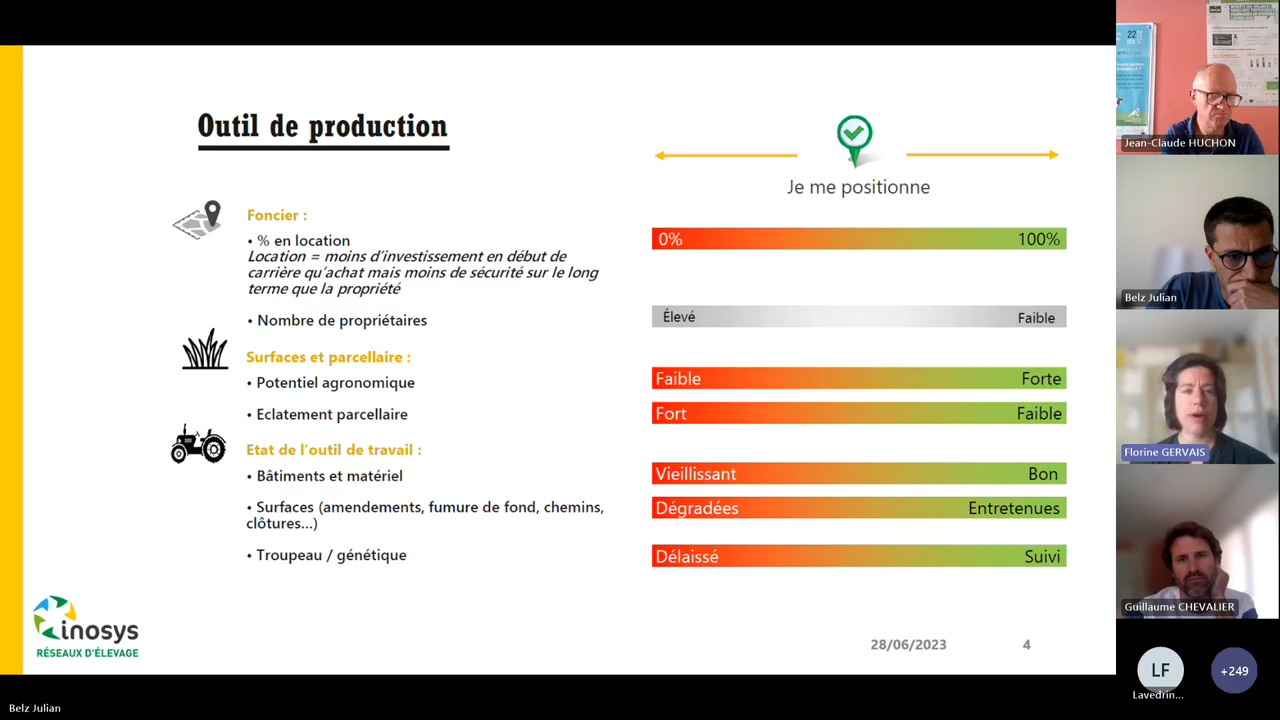 Outil de production
Je me positionne
Foncier :
• % en location
Location = moins d'investissement en début de
carrière qu'achat mais moins de sécurité sur le long
terme que la propriété
0% 100%
• Nombre de propriétaires
Élevé Faible
Surfaces et parcellaire :
• Potentiel agronomique
Faible Forte
• Eclatement parcellaire
Fort Faible
Etat de l'outil de travail :
• Bâtiments et matériel
Vieillissant Bon
• Surfaces (amendements, fumure de fond, chemins,
clôtures...)
Dégradées Entretenues
• Troupeau / génétique
Délaissé Suivi
inosys
RÉSEAUX D'ÉLEVAGE
28/06/2023 4
Belz Julian
22
Jean-Claude HUCHON
Belz Julian
Florine GERVAIS
Guillaume CHEVALIER
LF
Lavedrin...
+249